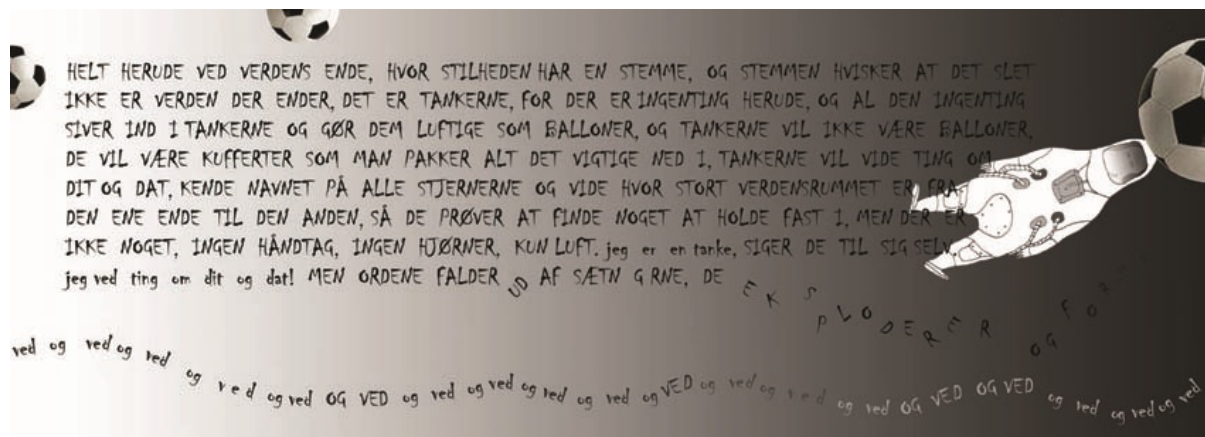 HELT HERUDE VED VERDENS ENDE, HVOR STILHEDEN HAR EN STEMME, OG STEMMEN HVISKER AT DET SLET
IKKE ER VERDEN DER ENDER, DET ER TANKERNE, FOR DER ER INGENTING HERUDE, OG AL DEN INGENTING
SIVER IND I TANKERNE OG GØR DEM LUFTIGE SOM BALLONER, OG TANKERNE VIL IKKE VÆRE BALLONER,
DE VIL VÆRE KUFFERTER SOM MAN PAKKER ALT DET VIGTIGE NED I, TANKERNE VIL VIDE TING OM
DIT OG DAT, KENDE NAVNET PÅ ALLE STJERNERNE OG VIDE HVOR STORT VERDENSRUMMET ER FRA
DEN ENE ENDE TIL DEN ANDEN, SÅ DE PRØVER AT FINDE NOGET AT HOLDE FAST I, MEN DER ER
IKKE NOGET, INGEN HÅNDTAG, INGEN HJØRNER, KUN LUFT. jeg er en tanke, SIGER DE TIL SIG SELV,
jeg ved ting om dit og dat! MEN ORDENE FALDER UD AF SÆTN G RNE, DE EKSPLODERER OG
ved og ved og ved og ved og ved OG VED og ved og ved og ved og ved og VED og ved og ved og ved OG VED OG VED og ved og ved og ved